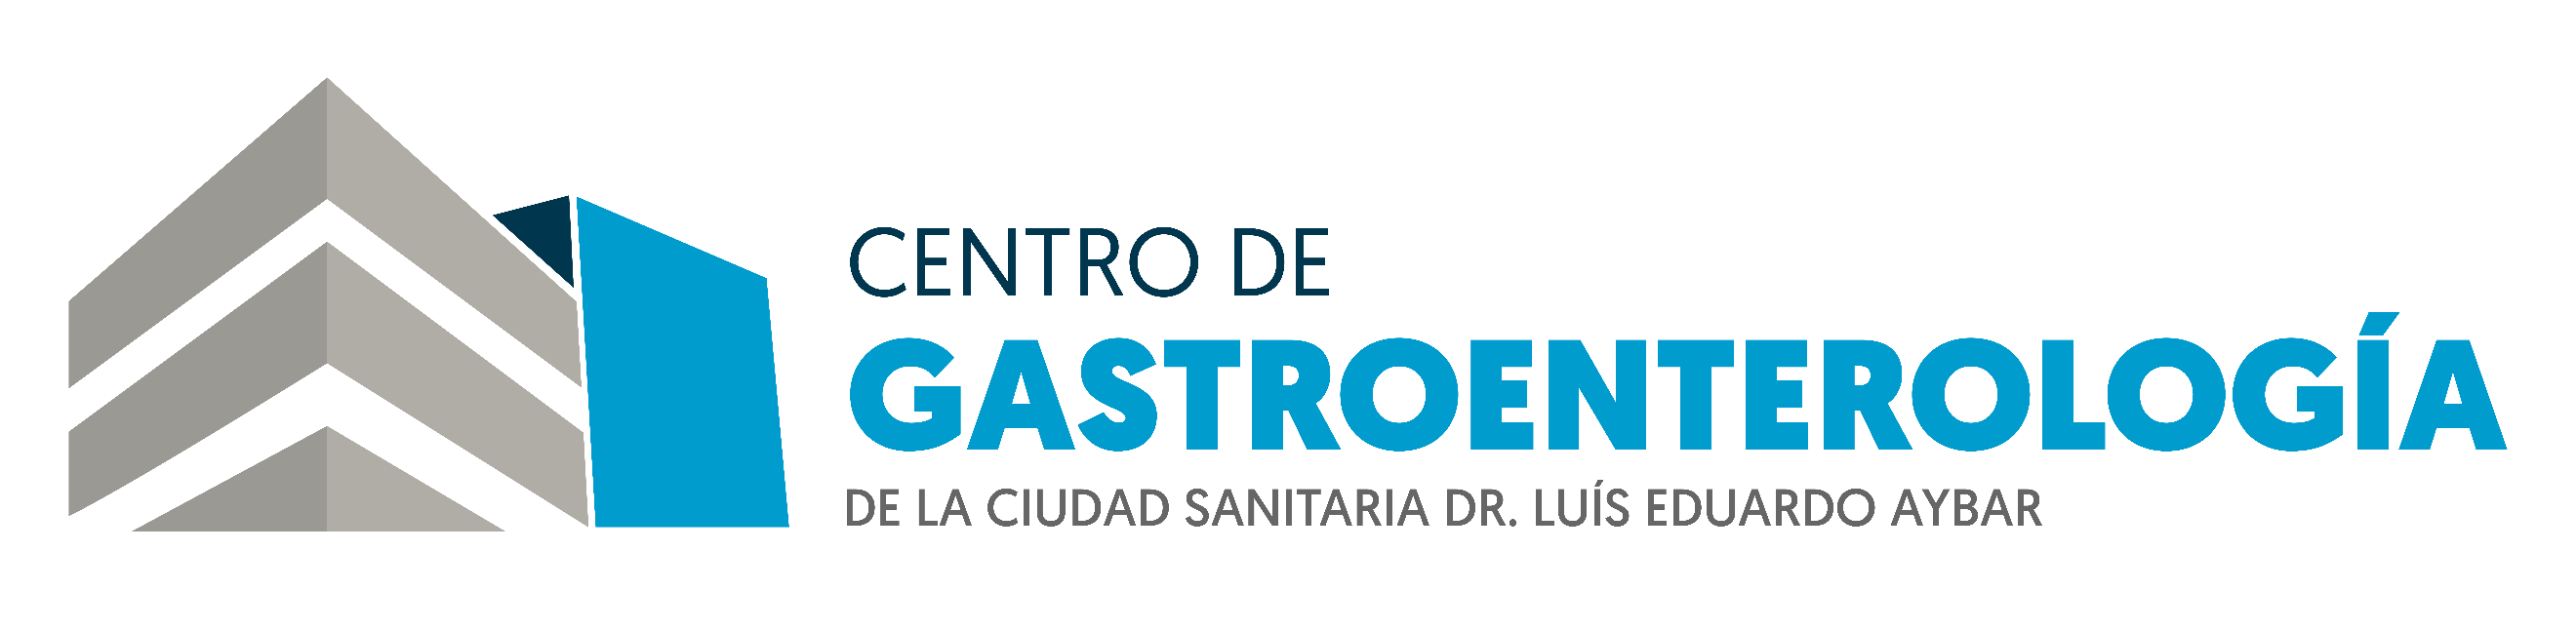 CENTRO DE
GASTROENTEROLOGÍA
DE LA CIUDAD SANITARIA DR. LUÍS EDUARDO AYBAR